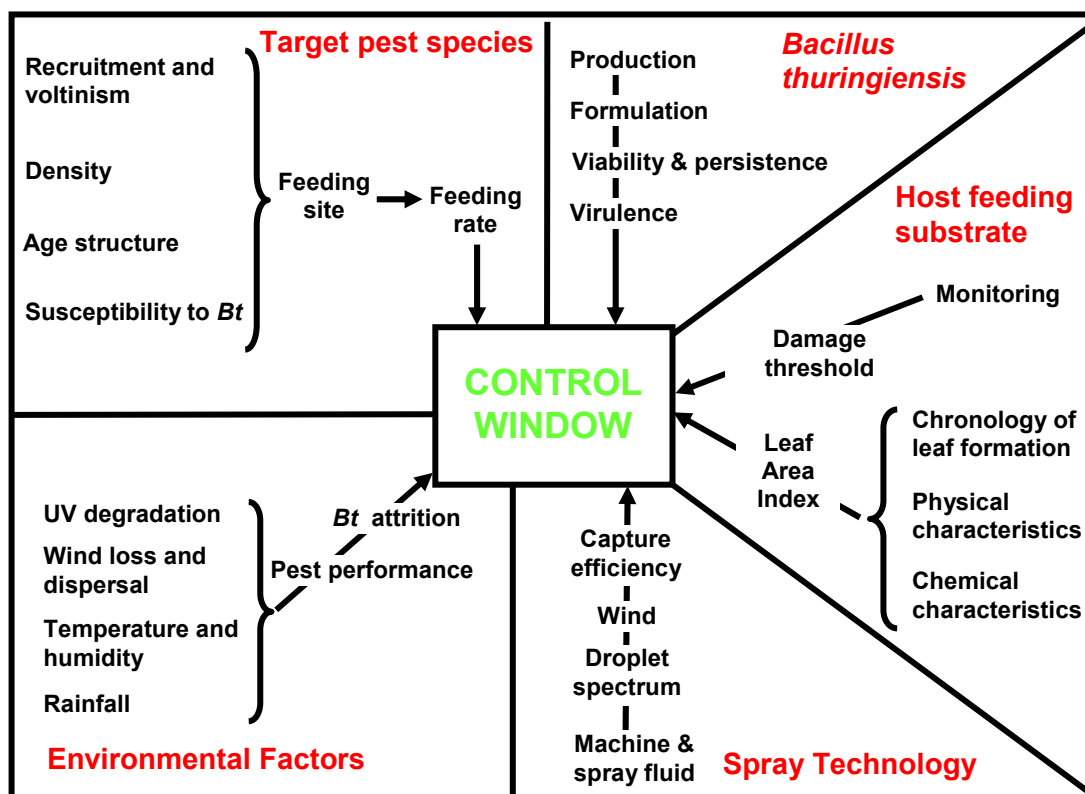 Target pest species
Recruitment and
voltinism
Density
Age structure
Susceptibility to Bt
Feeding
site
Feeding
rate
Bacillus
thuringiensis
Production
Formulation
Viability & persistence
Virulence
Host feeding
substrate
Monitoring
Damage
threshold
Leaf
Area
Index
Chronology of
leaf formation
Physical
characteristics
Chemical
characteristics
CONTROL
WINDOW
UV degradation
Wind loss and
dispersal
Temperature and
humidity
Rainfall
Bt attrition
Pest performance
Environmental Factors
Capture
efficiency
Wind
Droplet
spectrum
Machine &
spray fluid
Spray Technology